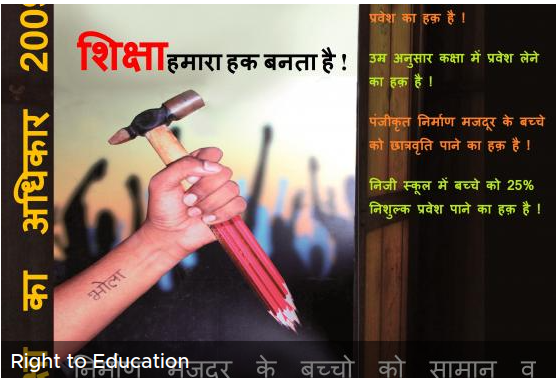 का अधिकार 2009
शिक्षा हमारा हक बनता है !
प्रवेश का हक़ है !
उम अनुसार कक्षा में प्रवेश लेने
का हक़ है !
पंजीकृत निर्माण मजदूर के बच्चे
को छात्रवृति पाने का हक़ है !
निजी स्कूल में बच्चे को 25%
निशुल्क प्रवेश पाने का हक़ है !
भोला
Right to Education
निर्माण मजदूर के बच्चो को सामान व